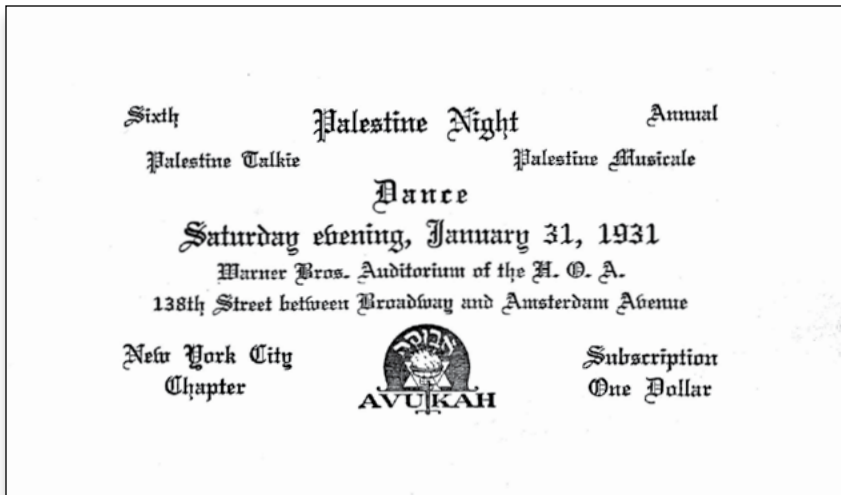 Sixth Palestine Night Annual
Palestine Talkie Palestine Musicale
Dance
Saturday evening, January 31, 1931
Warner Bros. Auditorium of the H. O. A.
138th Street between Broadway and Amsterdam Avenue
New York City
Chapter
אבוקה
AVUKAH
Subscription
One Dollar